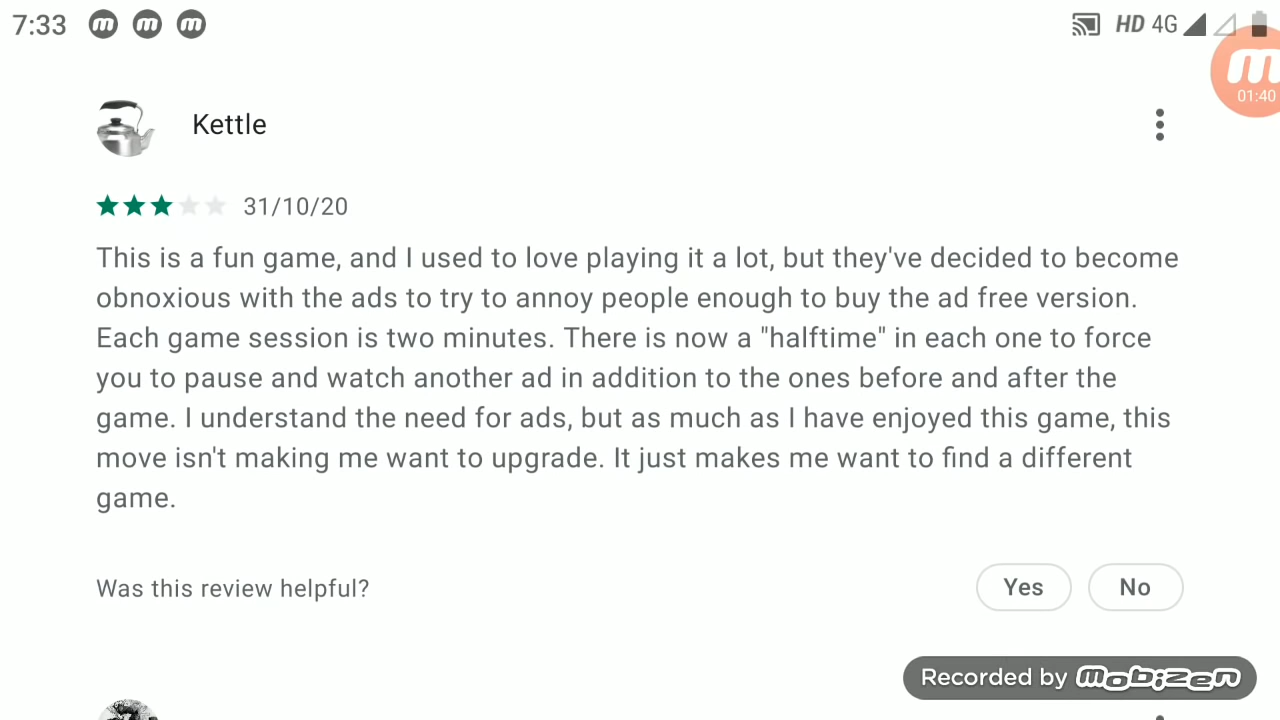 7:33 m m m HD 4G
m
01:40
Kettle
31/10/20
This is a fun game, and I used to love playing it a lot, but they've decided to become
obnoxious with the ads to try to annoy people enough to buy the ad free version.
Each game session is two minutes. There is now a "halftime" in each one to force
you to pause and watch another ad in addition to the ones before and after the
game. I understand the need for ads, but as much as I have enjoyed this game, this
move isn't making me want to upgrade. It just makes me want to find a different
game.
Was this review helpful? Yes No
Recorded by mobizen